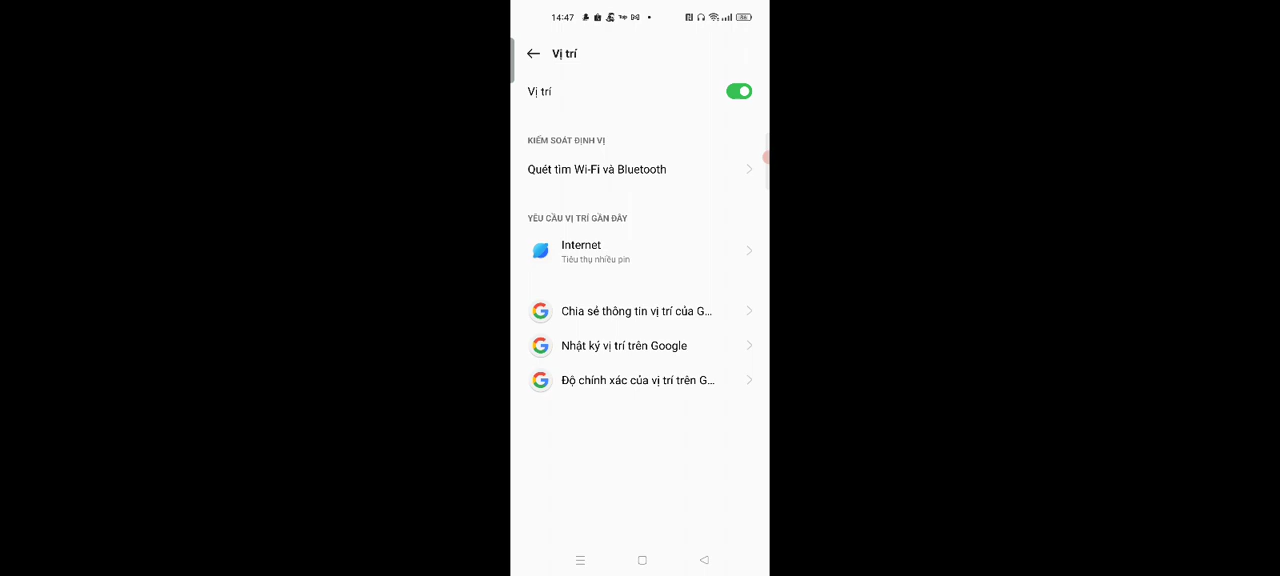 14:47
Vị trí
Vị trí
KIỂM SOÁT ĐỊNH VỊ
Quét tìm Wi-Fi và Bluetooth
YÊU CẦU VỊ TRÍ GẦN ĐÂY
Internet
Tiêu thụ nhiều pin
Chia sẻ thông tin vị trí của G...
Nhật ký vị trí trên Google
Độ chính xác của vị trí trên G...